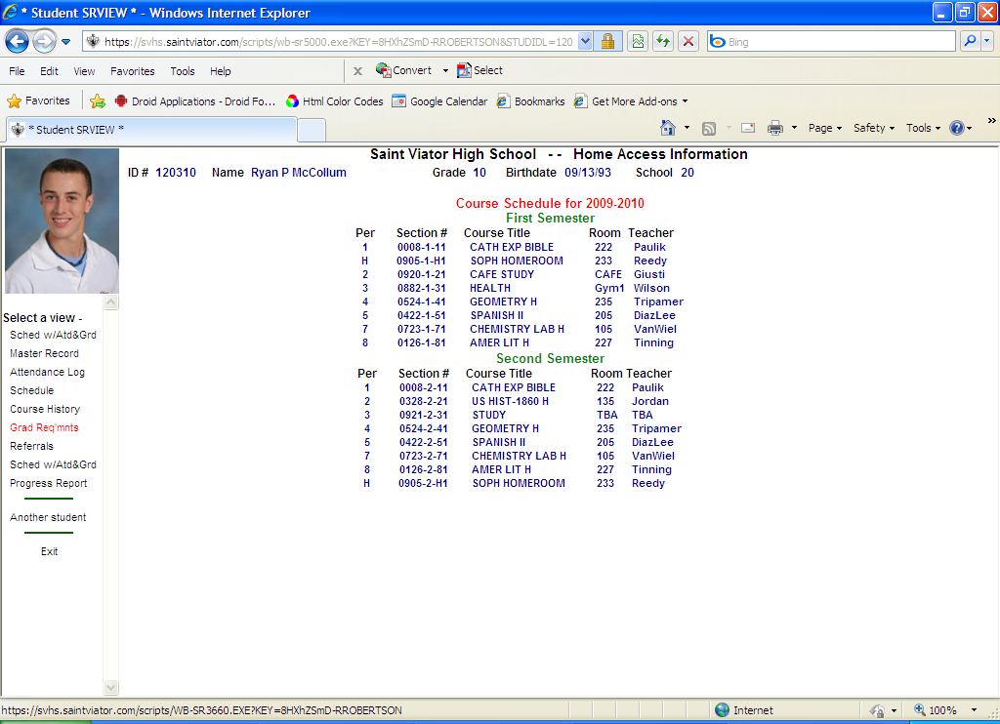 * Student SRVIEW * - Windows Internet Explorer
https://svhs.saintviator.com/scripts/wb-sr5000.exe?KEY=8HXhZSmD-RROBERTSON&STUDIDL=120. Bing
File Edit View Favorites Tools Help x Convert Select
Favorites Droid Applications - Droid Fo... Html Color Codes Google Calendar Bookmarks Get More Add-ons
* Student SRVIEW * Page Safety Tools »
Saint Viator High School -- Home Access Information
ID # 120310 Name Ryan P McCollum Grade 10 Birthdate 09/13/93 School 20
Course Schedule for 2009-2010
First Semester
Per Section # Course Title Room Teacher
1 0008-1-11 CATH EXP BIBLE 222 Paulik
H 0905-1-H1 SOPH HOMEROOM 233 Reedy
2 0920-1-21 CAFE STUDY CAFE Giusti
3 0882-1-31 HEALTH Gym1 Wilson
4 0524-1-41 GEOMETRY H 235 Tripamer
5 0422-1-51 SPANISH II 205 DiazLee
7 0723-1-71 CHEMISTRY LAB H 105 VanWiel
8 0126-1-81 AMER LIT H 227 Tinning
Second Semester
Per Section # Course Title Room Teacher
1 0008-2-11 CATH EXP BIBLE 222 Paulik
2 0328-2-21 US HIST-1860 H 135 Jordan
3 0921-2-31 STUDY TBA TBA
4 0524-2-41 GEOMETRY H 235 Tripamer
5 0422-2-51 SPANISH II 205 DiazLee
7 0723-2-71 CHEMISTRY LAB H 105 VanWiel
8 0126-2-81 AMER LIT H 227 Tinning
H 0905-2-H1 SOPH HOMEROOM 233 Reedy
Select a view -
Sched w/Atd&Grd
Master Record
Attendance Log
Schedule
Course History
Grad Req'mnts
Referrals
Sched w/Atd&Grd
Progress Report
Another student
Exit
https://svhs.saintviator.com/scripts/WB-SR3660.EXE?KEY=8HXhZSmD-RROBERTSON Internet 100%